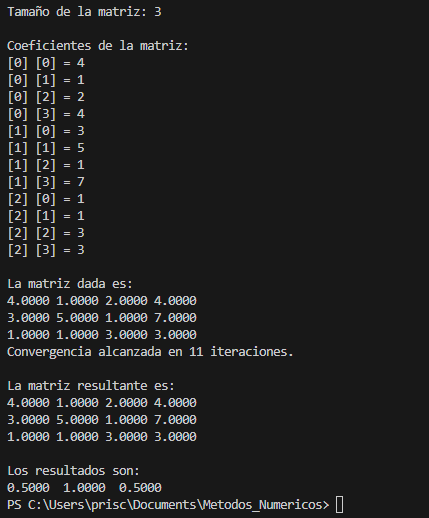 Tamaño de la matriz: 3
Coeficientes de la matriz:
[0] [0] = 4
[0] [1] = 1
[0] [2] = 2
[0] [3] = 4
[1] [0] = 3
[1] [1] = 5
[1] [2] = 1
[1] [3] = 7
[2] [0] = 1
[2] [1] = 1
[2] [2] = 3
[2] [3] = 3
La matriz dada es:
4.0000 1.0000 2.0000 4.0000
3.0000 5.0000 1.0000 7.0000
1.0000 1.0000 3.0000 3.0000
Convergencia alcanzada en 11 iteraciones.
La matriz resultante es:
4.0000 1.0000 2.0000 4.0000
3.0000 5.0000 1.0000 7.0000
1.0000 1.0000 3.0000 3.0000
Los resultados son:
0.5000  1.0000  0.5000
PS C:\Users\prisc\Documents\Metodos_Numericos>